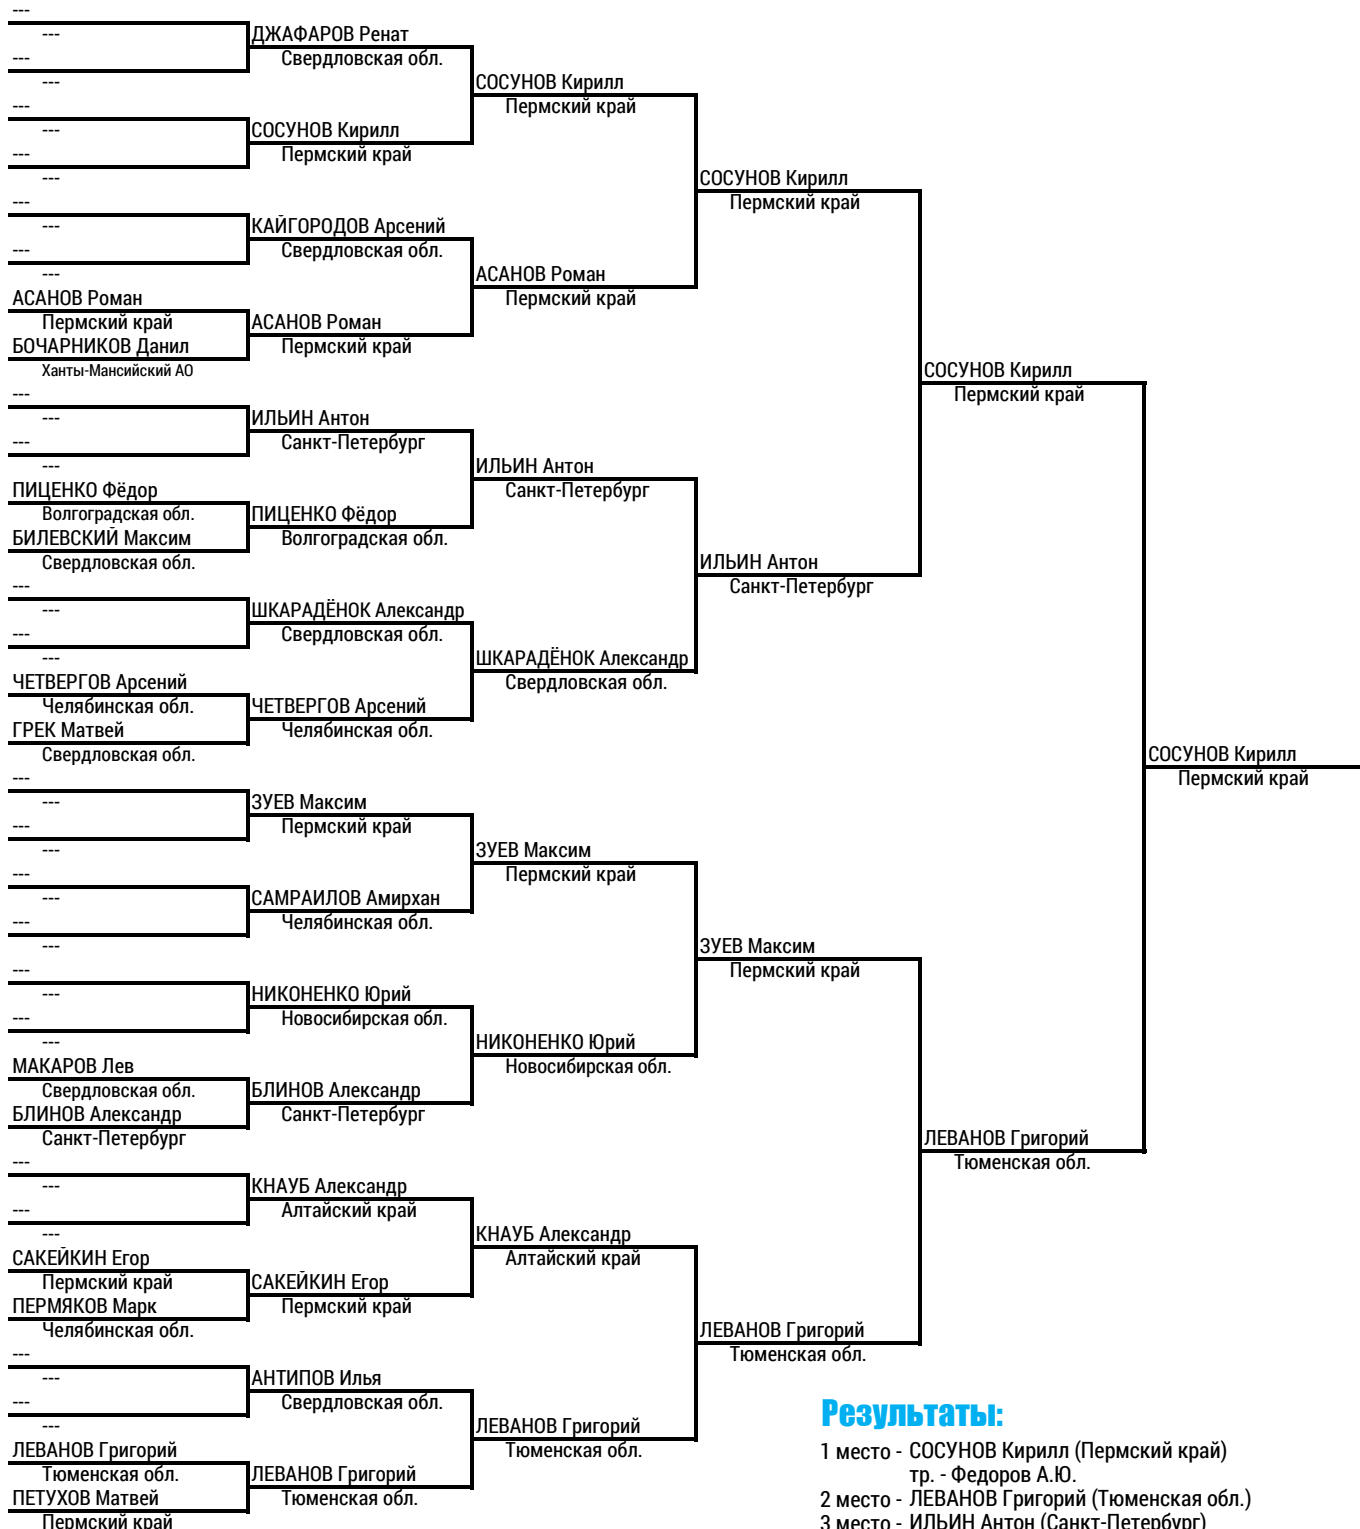 ---
---
---
---
---
---
---
---
---
---
---
---
АСАНОВ Роман
Пермский край
БОЧАРНИКОВ Данил
Ханты-Мансийский АО
---
---
---
---
ПИЦЕНКО Фёдор
Волгоградская обл.
БИЛЕВСКИЙ Максим
Свердловская обл.
---
---
---
---
ЧЕТВЕРГОВ Арсений
Челябинская обл.
ГРЕК Матвей
Свердловская обл.
---
---
---
---
---
---
---
---
---
---
---
---
МАКАРОВ Лев
Свердловская обл.
БЛИНОВ Александр
Санкт-Петербург
---
---
---
---
САКЕЙКИН Егор
Пермский край
ПЕРМЯКОВ Марк
Челябинская обл.
---
---
---
---
ЛЕВАНОВ Григорий
Тюменская обл.
ПЕТУХОВ Матвей
Пермский край
ДЖАФАРОВ Ренат
Свердловская обл.
СОСУНОВ Кирилл
Пермский край
КАЙГОРОДОВ Арсений
Свердловская обл.
АСАНОВ Роман
Пермский край
ИЛЬИН Антон
Санкт-Петербург
ПИЦЕНКО Фёдор
Волгоградская обл.
ШКАРАДЁНОК Александр
Свердловская обл.
ЧЕТВЕРГОВ Арсений
Челябинская обл.
ЗУЕВ Максим
Пермский край
САМРАИЛОВ Амирхан
Челябинская обл.
НИКОНЕНКО Юрий
Новосибирская обл.
БЛИНОВ Александр
Санкт-Петербург
КНАУБ Александр
Алтайский край
САКЕЙКИН Егор
Пермский край
АНТИПОВ Илья
Свердловская обл.
ЛЕВАНОВ Григорий
Тюменская обл.
СОСУНОВ Кирилл
Пермский край
АСАНОВ Роман
Пермский край
ИЛЬИН Антон
Санкт-Петербург
ШКАРАДЁНОК Александр
Свердловская обл.
ЗУЕВ Максим
Пермский край
НИКОНЕНКО Юрий
Новосибирская обл.
КНАУБ Александр
Алтайский край
ЛЕВАНОВ Григорий
Тюменская обл.
СОСУНОВ Кирилл
Пермский край
ИЛЬИН Антон
Санкт-Петербург
ЗУЕВ Максим
Пермский край
ЛЕВАНОВ Григорий
Тюменская обл.
СОСУНОВ Кирилл
Пермский край
ЛЕВАНОВ Григорий
Тюменская обл.
СОСУНОВ Кирилл
Пермский край
Результаты:
1 место - СОСУНОВ Кирилл (Пермский край)
тр. - Федоров А.Ю.
2 место - ЛЕВАНОВ Григорий (Тюменская обл.)
3 место - ИЛЬИН Антон (Санкт-Петербург)